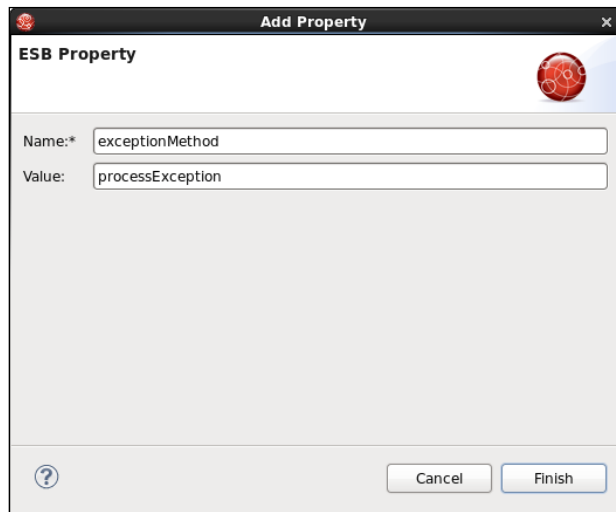 Add Property
ESB Property
Name:* exceptionMethod
Value: processException
? Cancel Finish